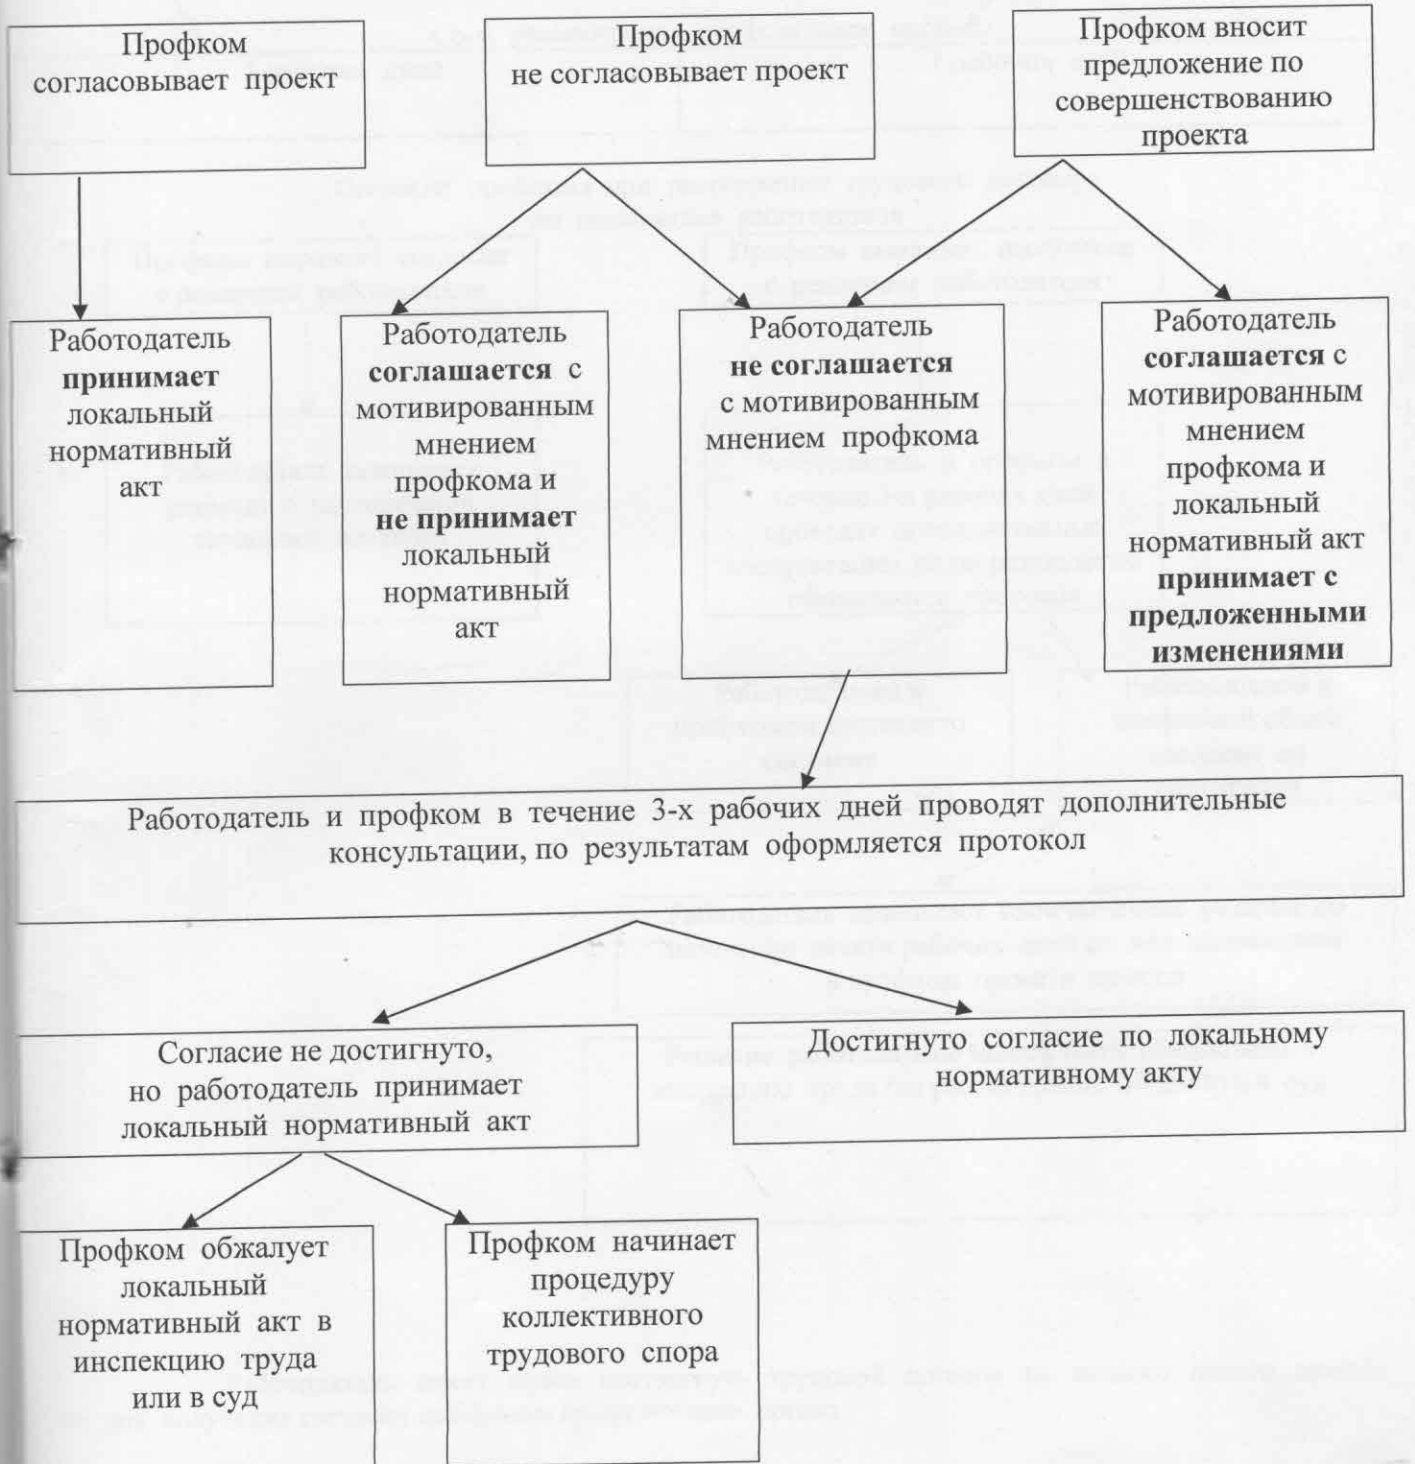 Профком
согласовывает проект
Профком
не согласовывает проект
Профком вносит
предложение по
совершенствованию
проекта
Работодатель
принимает
локальный
нормативный
акт
Работодатель
соглашается с
мотивированным
мнением
профкома и
не принимает
локальный
нормативный
акт
Работодатель
не соглашается
с мотивированным
мнением профкома
Работодатель
соглашается с
мотивированным
мнением
профкома и
локальный
нормативный акт
принимает с
предложенными
изменениями
Работодатель и профком в течение 3-х рабочих дней проводят дополнительные
консультации, по результатам оформляется протокол
Согласие не достигнуто,
но работодатель принимает
локальный нормативный акт
Достигнуто согласие по локальному
нормативному акту
Профком обжалует
локальный
нормативный акт в
инспекцию труда
или в суд
Профком начинает
процедуру
коллективного
трудового спора